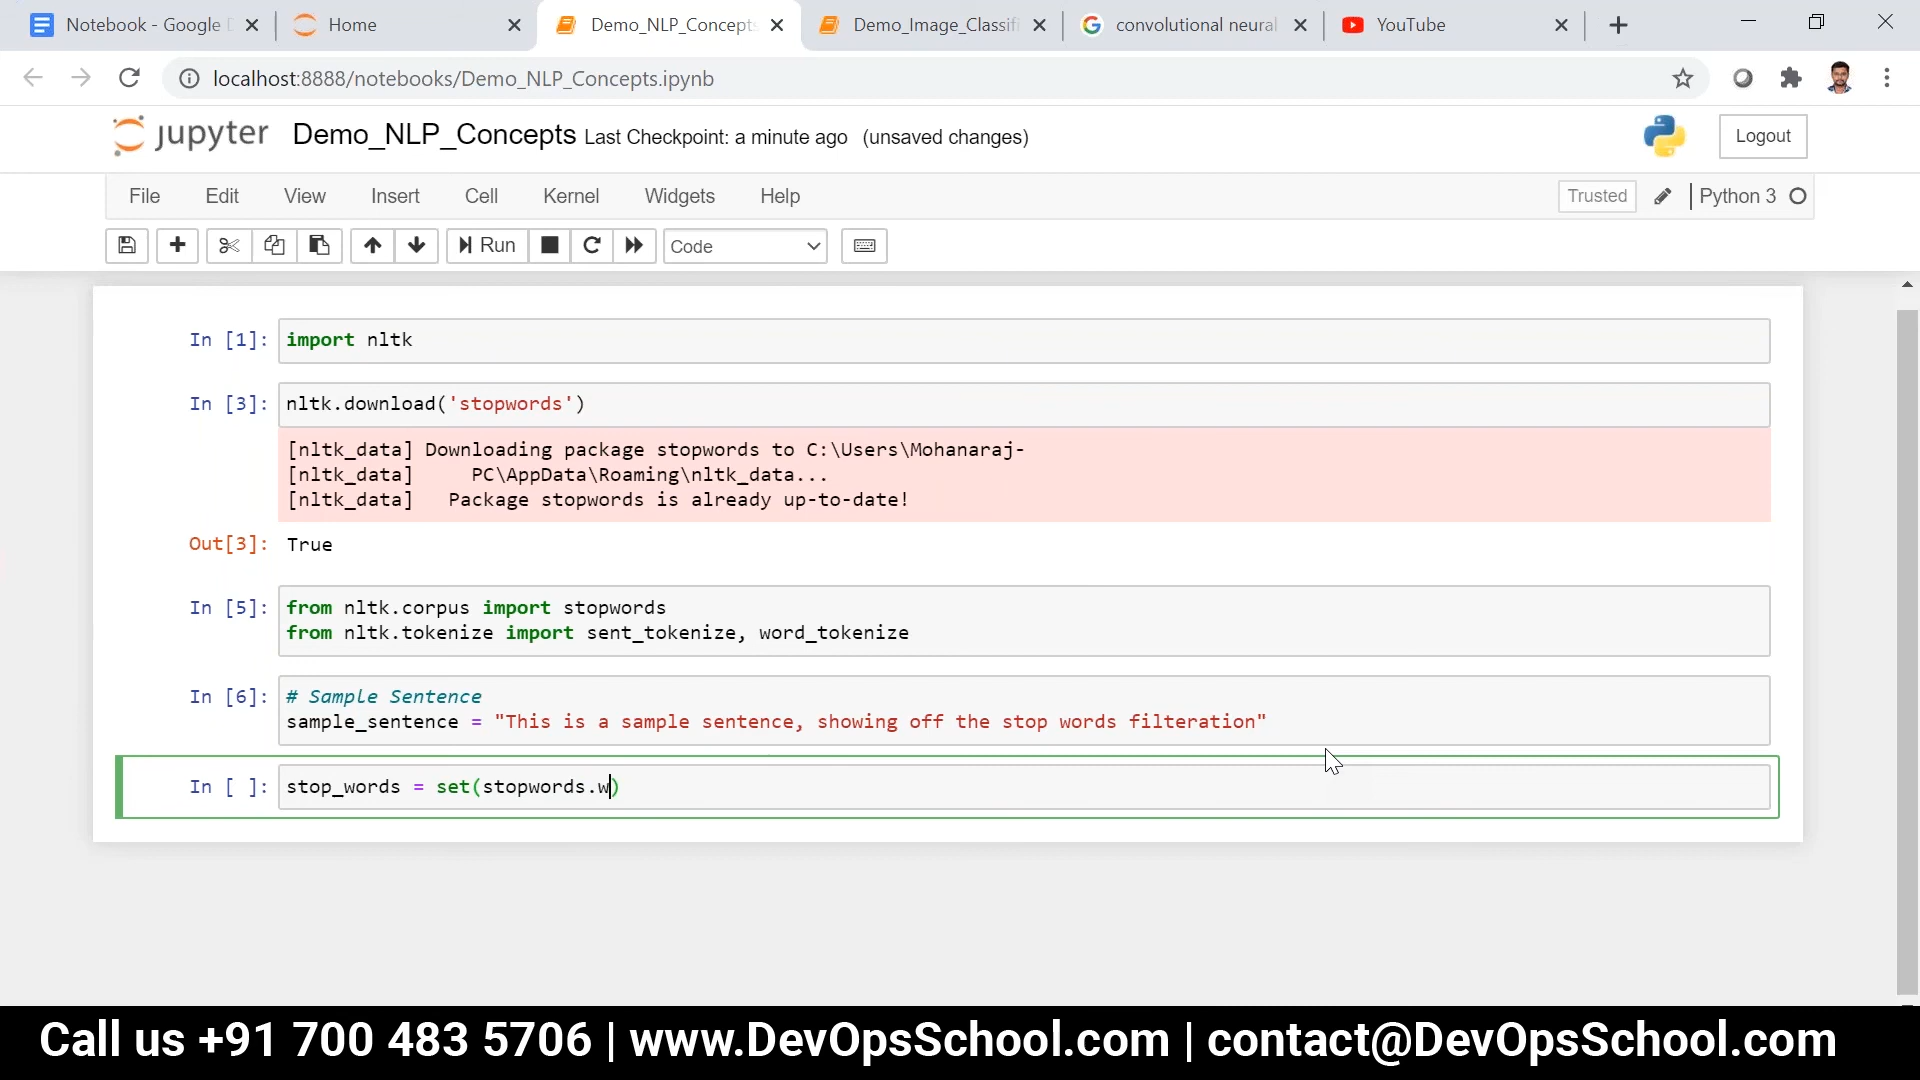 Notebook - Google D
Home
Demo_NLP_Concepts
Demo_Image_Classifi
convolutional neural
YouTube
localhost:8888/notebooks/Demo_NLP_Concepts.ipynb
jupyter Demo_NLP_Concepts Last Checkpoint: a minute ago (unsaved changes)
Logout
File Edit View Insert Cell Kernel Widgets Help
Trusted Python 3
Run Code
In [1]: import nltk
In [3]: nltk.download('stopwords')
[nltk_data] Downloading package stopwords to C:\Users\Mohanaraj-
[nltk_data]     PC\AppData\Roaming\nltk_data...
[nltk_data]   Package stopwords is already up-to-date!
Out[3]: True
In [5]: from nltk.corpus import stopwords
from nltk.tokenize import sent_tokenize, word_tokenize
In [6]: # Sample Sentence
sample_sentence = "This is a sample sentence, showing off the stop words filteration"
In [ ]: stop_words = set(stopwords.w)
Call us +91 700 483 5706 | www.DevOpsSchool.com | contact@DevOpsSchool.com